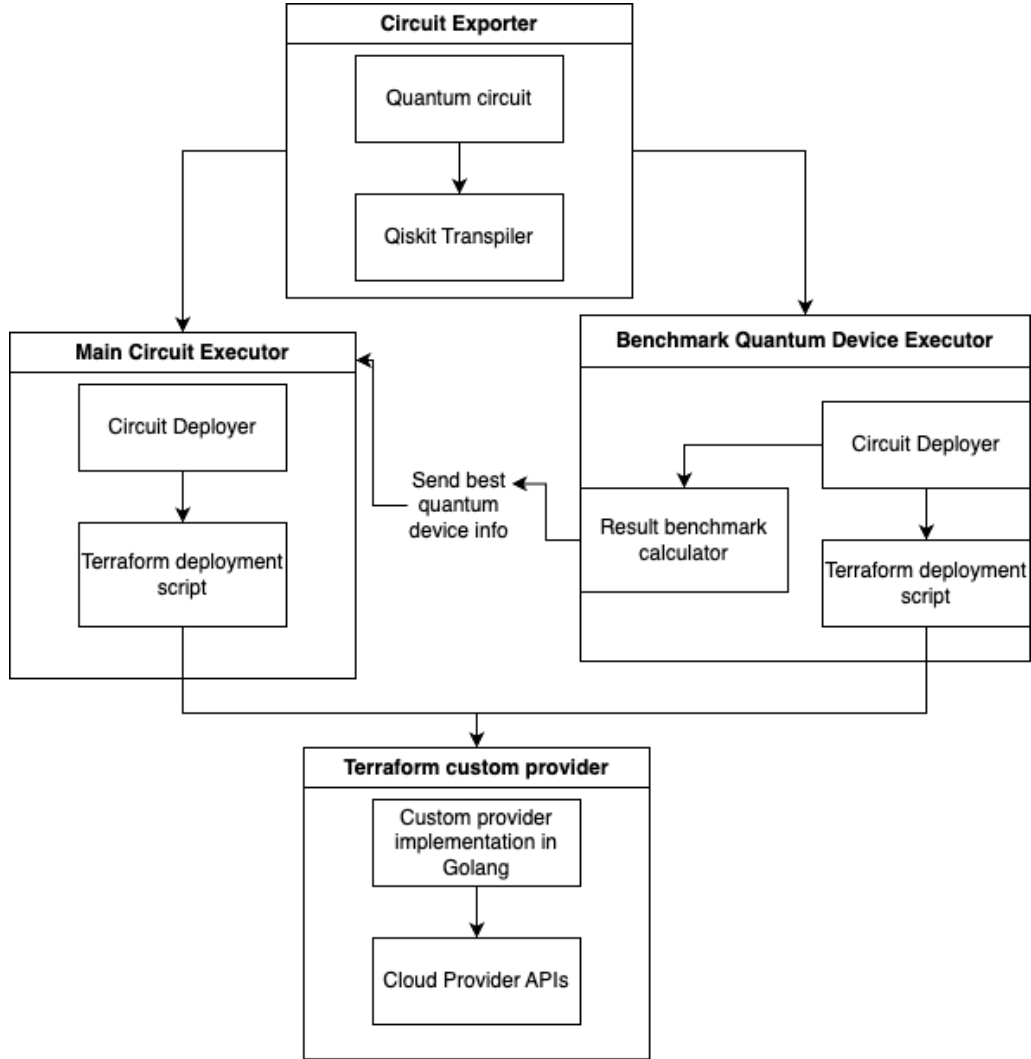 Circuit Exporter
Quantum circuit
Qiskit Transpiler
Main Circuit Executor
Circuit Deployer
Terraform deployment
script
Send best
quantum
device info
Benchmark Quantum Device Executor
Circuit Deployer
Result benchmark
calculator
Terraform deployment
script
Terraform custom provider
Custom provider
implementation in
Golang
Cloud Provider APIs